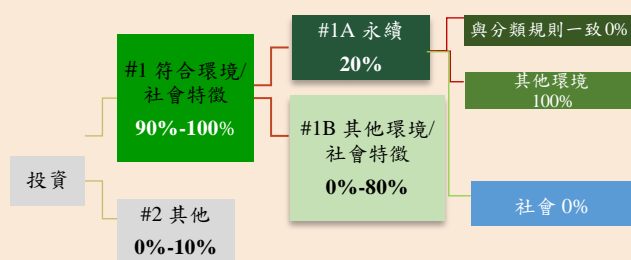 投資
#1 符合環境/
社會特徵
90%-100%
#2 其他
0%-10%
#1A 永續
20%
#1B 其他環境/
社會特徵
0%-80%
與分類規則一致 0%
其他環境
100%
社會 0%